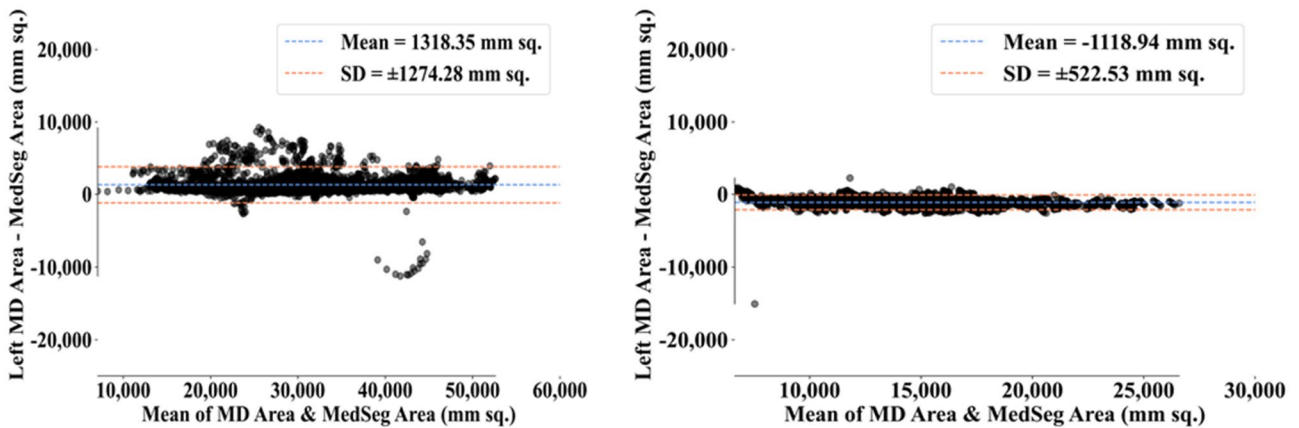 Left MD Area - MedSeg Area (mm sq.)
20,000
10,000
0
-10,000
-20,000
Mean = 1318.35 mm sq.
SD = ±1274.28 mm sq.
10,000 20,000 30,000 40,000 50,000 60,000
Mean of MD Area & MedSeg Area (mm sq.)
Left MD Area - MedSeg Area (mm sq.)
20,000
10,000
0
-10,000
-20,000
Mean = -1118.94 mm sq.
SD = ±522.53 mm sq.
10,000 15,000 20,000 25,000 30,000
Mean of MD Area & MedSeg Area (mm sq.)